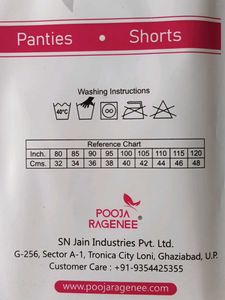 Panties • Shorts
Washing Instructions
40°C
Reference Chart
Inch. 80 85 90 95 100 105 110 115 120
Cms. 32 34 36 38 40 42 44 46 48
POOJA
RAGENEE®
SN Jain Industries Pvt. Ltd.
G-256, Sector A-1, Tronica City Loni, Ghaziabad, U.P.
Customer Care : +91-9354425355
www.poojaragenee.com